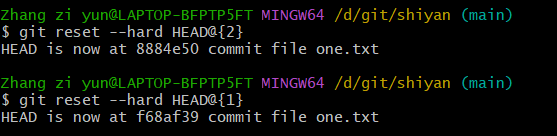 Zhang zi yun@LAPTOP-BFPTP5FT MINGW64 /d/git/shiyan (main)
$ git reset --hard HEAD@{2}
HEAD is now at 8884e50 commit file one.txt
Zhang zi yun@LAPTOP-BFPTP5FT MINGW64 /d/git/shiyan (main)
$ git reset --hard HEAD@{1}
HEAD is now at f68af39 commit file one.txt